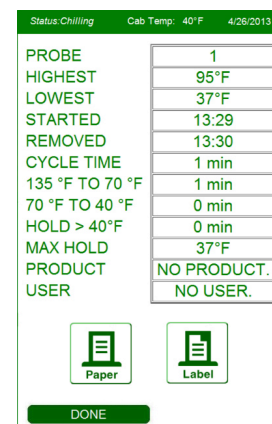 Status:Chilling Cab Temp: 40°F 4/26/2013
PROBE 1
HIGHEST 95°F
LOWEST 37°F
STARTED 13:29
REMOVED 13:30
CYCLE TIME 1 min
135 °F TO 70 °F 1 min
70 °F TO 40 °F 0 min
HOLD > 40°F 0 min
MAX HOLD 37°F
PRODUCT NO PRODUCT.
USER NO USER.
Paper Label
DONE